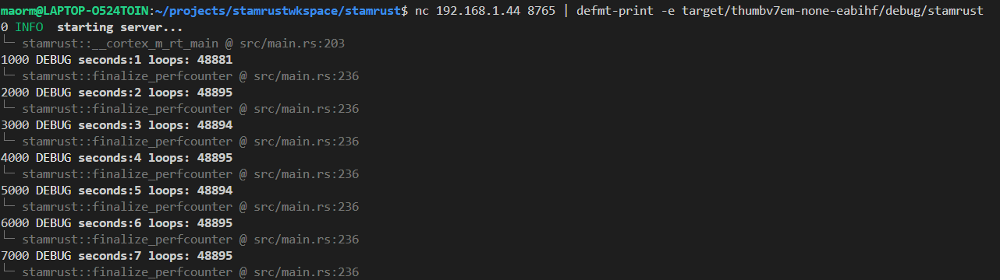 maorm@LAPTOP-O524TOIN:~/projects/stamrustwkspace/stamrust$ nc 192.168.1.44 8765 | defmt-print -e target/thumbv7em-none-eabihf/debug/stamrust
0 INFO  starting server...
└─ stamrust::__cortex_m_rt_main @ src/main.rs:203
1000 DEBUG seconds:1 loops: 48881
└─ stamrust::finalize_perfcounter @ src/main.rs:236
2000 DEBUG seconds:2 loops: 48895
└─ stamrust::finalize_perfcounter @ src/main.rs:236
3000 DEBUG seconds:3 loops: 48894
└─ stamrust::finalize_perfcounter @ src/main.rs:236
4000 DEBUG seconds:4 loops: 48895
└─ stamrust::finalize_perfcounter @ src/main.rs:236
5000 DEBUG seconds:5 loops: 48894
└─ stamrust::finalize_perfcounter @ src/main.rs:236
6000 DEBUG seconds:6 loops: 48895
└─ stamrust::finalize_perfcounter @ src/main.rs:236
7000 DEBUG seconds:7 loops: 48895
└─ stamrust::finalize_perfcounter @ src/main.rs:236